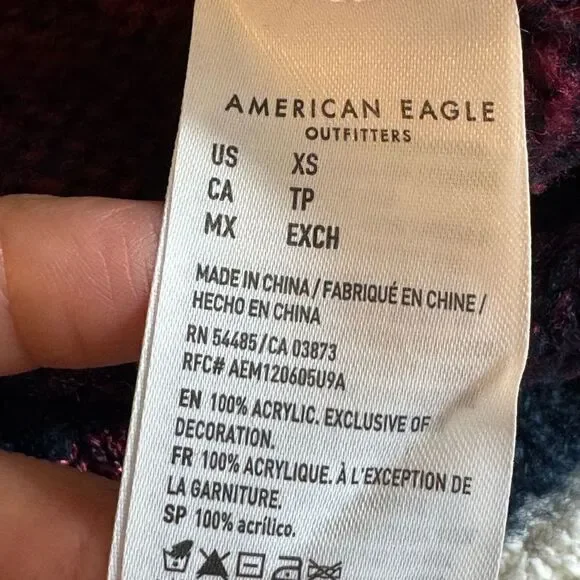 AMERICAN EAGLE
OUTFITTERS
US XS
CA TP
MX EXCH
MADE IN CHINA / FABRIQUÉ EN CHINE /
HECHO EN CHINA
RN 54485 / CA 03873
RFC# AEM120605U9A
EN 100% ACRYLIC. EXCLUSIVE OF
DECORATION.
FR 100% ACRYLIQUE. À L'EXCEPTION DE
LA GARNITURE.
SP 100% acrílico.